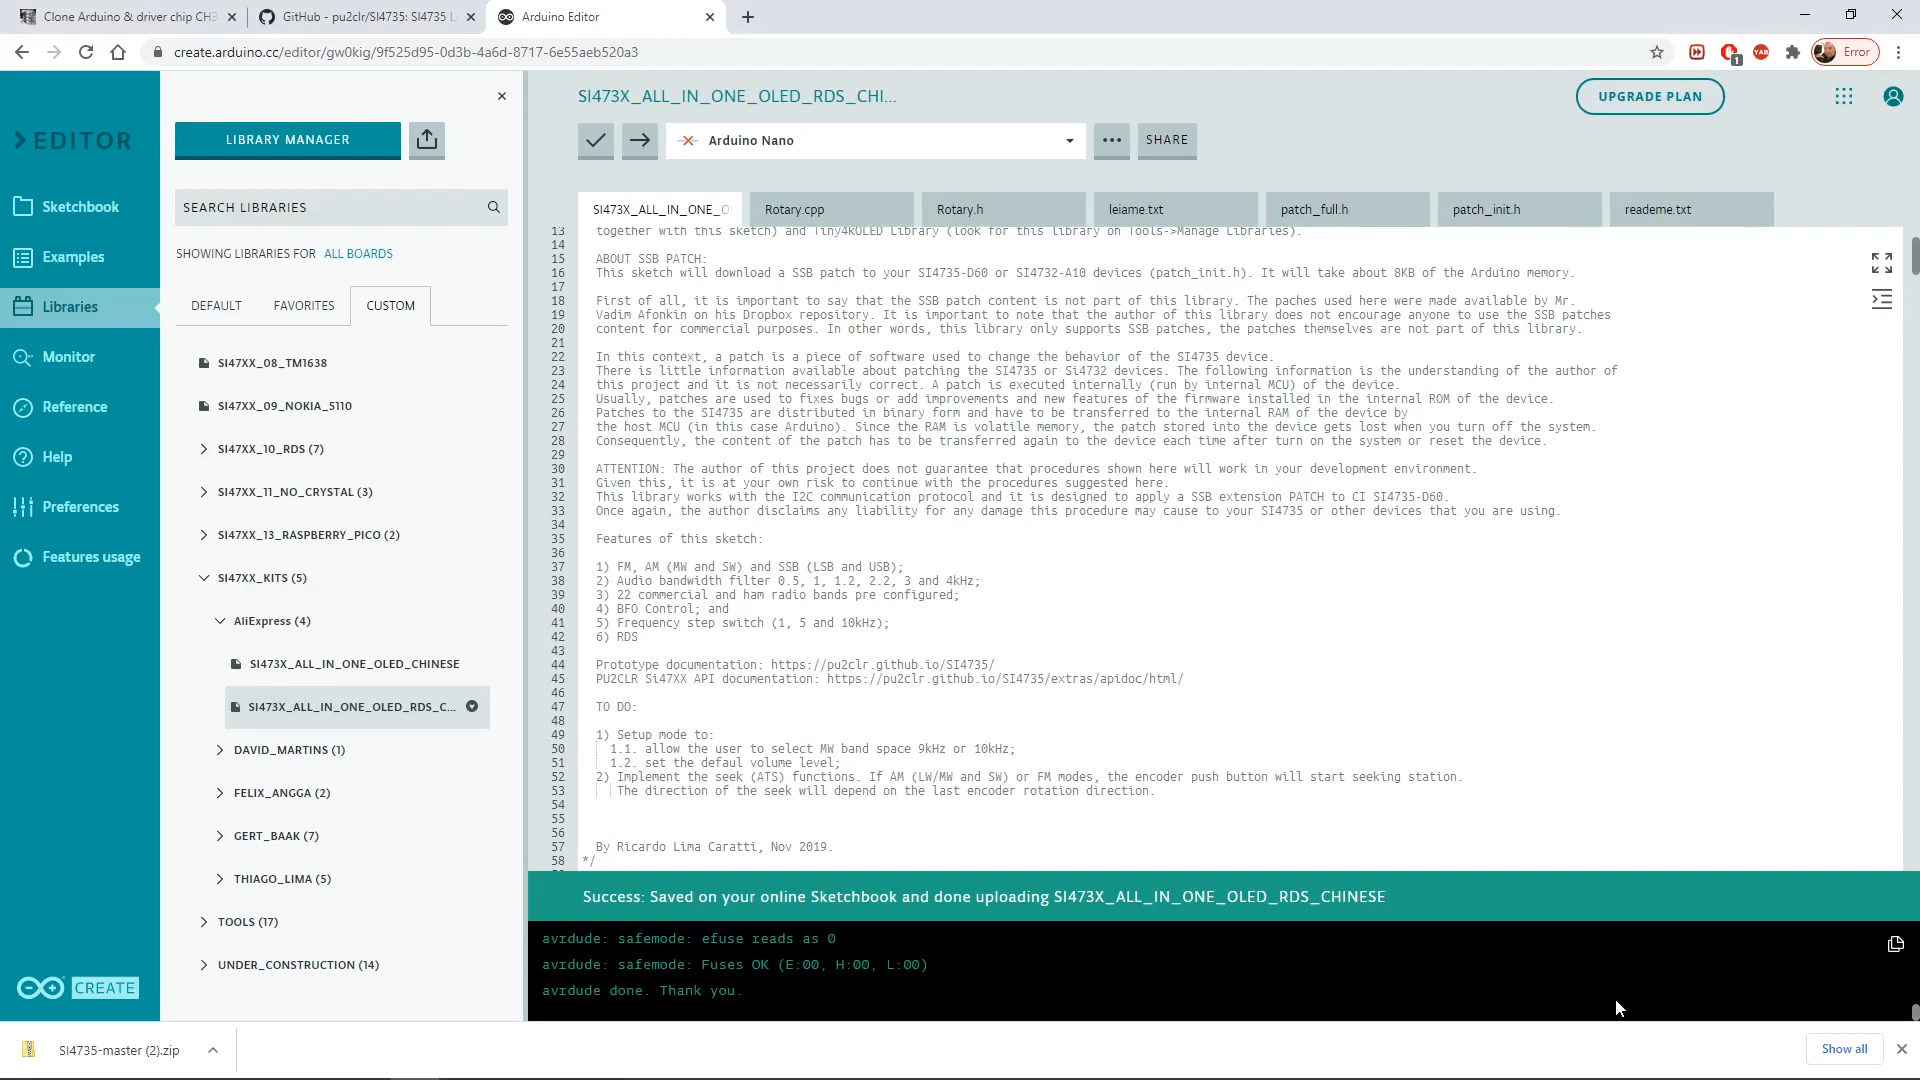 Clone Arduino & driver chip CH3
GitHub - pu2clr/SI4735: SI4735 L
Arduino Editor
create.arduino.cc/editor/gw0kig/9f525d95-0d3b-4a6d-8717-6e55aeb520a3
1
YAB
Error
EDITOR
Sketchbook
Examples
Libraries
Monitor
Reference
Help
Preferences
Features usage
CREATE
LIBRARY MANAGER
SEARCH LIBRARIES
SHOWING LIBRARIES FOR ALL BOARDS
DEFAULT FAVORITES CUSTOM
SI47XX_08_TM1638
SI47XX_09_NOKIA_5110
SI47XX_10_RDS (7)
SI47XX_11_NO_CRYSTAL (3)
SI47XX_13_RASPBERRY_PICO (2)
SI47XX_KITS (5)
AliExpress (4)
SI473X_ALL_IN_ONE_OLED_CHINESE
SI473X_ALL_IN_ONE_OLED_RDS_C...
DAVID_MARTINS (1)
FELIX_ANGGA (2)
GERT_BAAK (7)
THIAGO_LIMA (5)
TOOLS (17)
UNDER_CONSTRUCTION (14)
SI473X_ALL_IN_ONE_OLED_RDS_CHI...
UPGRADE PLAN
Arduino Nano
SHARE
SI473X_ALL_IN_ONE_O Rotary.cpp Rotary.h leiame.txt patch_full.h patch_init.h reademe.txt
13 together with this sketch) and Tiny4kOLED Library (look for this library on Tools->Manage Libraries).
14
15 ABOUT SSB PATCH:
16 This sketch will download a SSB patch to your SI4735-D60 or SI4732-A10 devices (patch_init.h). It will take about 8KB of the Arduino memory.
17
18 First of all, it is important to say that the SSB patch content is not part of this library. The paches used here were made available by Mr.
19 Vadim Afonkin on his Dropbox repository. It is important to note that the author of this library does not encourage anyone to use the SSB patches
20 content for commercial purposes. In other words, this library only supports SSB patches, the patches themselves are not part of this library.
21
22 In this context, a patch is a piece of software used to change the behavior of the SI4735 device.
23 There is little information available about patching the SI4735 or Si4732 devices. The following information is the understanding of the author of
24 this project and it is not necessarily correct. A patch is executed internally (run by internal MCU) of the device.
25 Usually, patches are used to fixes bugs or add improvements and new features of the firmware installed in the internal ROM of the device.
26 Patches to the SI4735 are distributed in binary form and have to be transferred to the internal RAM of the device by
27 the host MCU (in this case Arduino). Since the RAM is volatile memory, the patch stored into the device gets lost when you turn off the system.
28 Consequently, the content of the patch has to be transferred again to the device each time after turn on the system or reset the device.
29
30 ATTENTION: The author of this project does not guarantee that procedures shown here will work in your development environment.
31 Given this, it is at your own risk to continue with the procedures suggested here.
32 This library works with the I2C communication protocol and it is designed to apply a SSB extension PATCH to CI SI4735-D60.
33 Once again, the author disclaims any liability for any damage this procedure may cause to your SI4735 or other devices that you are using.
34
35 Features of this sketch:
36
37 1) FM, AM (MW and SW) and SSB (LSB and USB);
38 2) Audio bandwidth filter 0.5, 1, 1.2, 2.2, 3 and 4kHz;
39 3) 22 commercial and ham radio bands pre configured;
40 4) BFO Control; and
41 5) Frequency step switch (1, 5 and 10kHz);
42 6) RDS
43
44 Prototype documentation: https://pu2clr.github.io/SI4735/
45 PU2CLR Si47XX API documentation: https://pu2clr.github.io/SI4735/extras/apidoc/html/
46
47 TO DO:
48
49 1) Setup mode to:
50 1.1. allow the user to select MW band space 9kHz or 10kHz;
51 1.2. set the defaul volume level;
52 2) Implement the seek (ATS) functions. If AM (LW/MW and SW) or FM modes, the encoder push button will start seeking station.
53 The direction of the seek will depend on the last encoder rotation direction.
54
55
56
57 By Ricardo Lima Caratti, Nov 2019.
58 */
Success: Saved on your online Sketchbook and done uploading SI473X_ALL_IN_ONE_OLED_RDS_CHINESE
avrdude: safemode: efuse reads as 0
avrdude: safemode: Fuses OK (E:00, H:00, L:00)
avrdude done. Thank you.
SI4735-master (2).zip
Show all